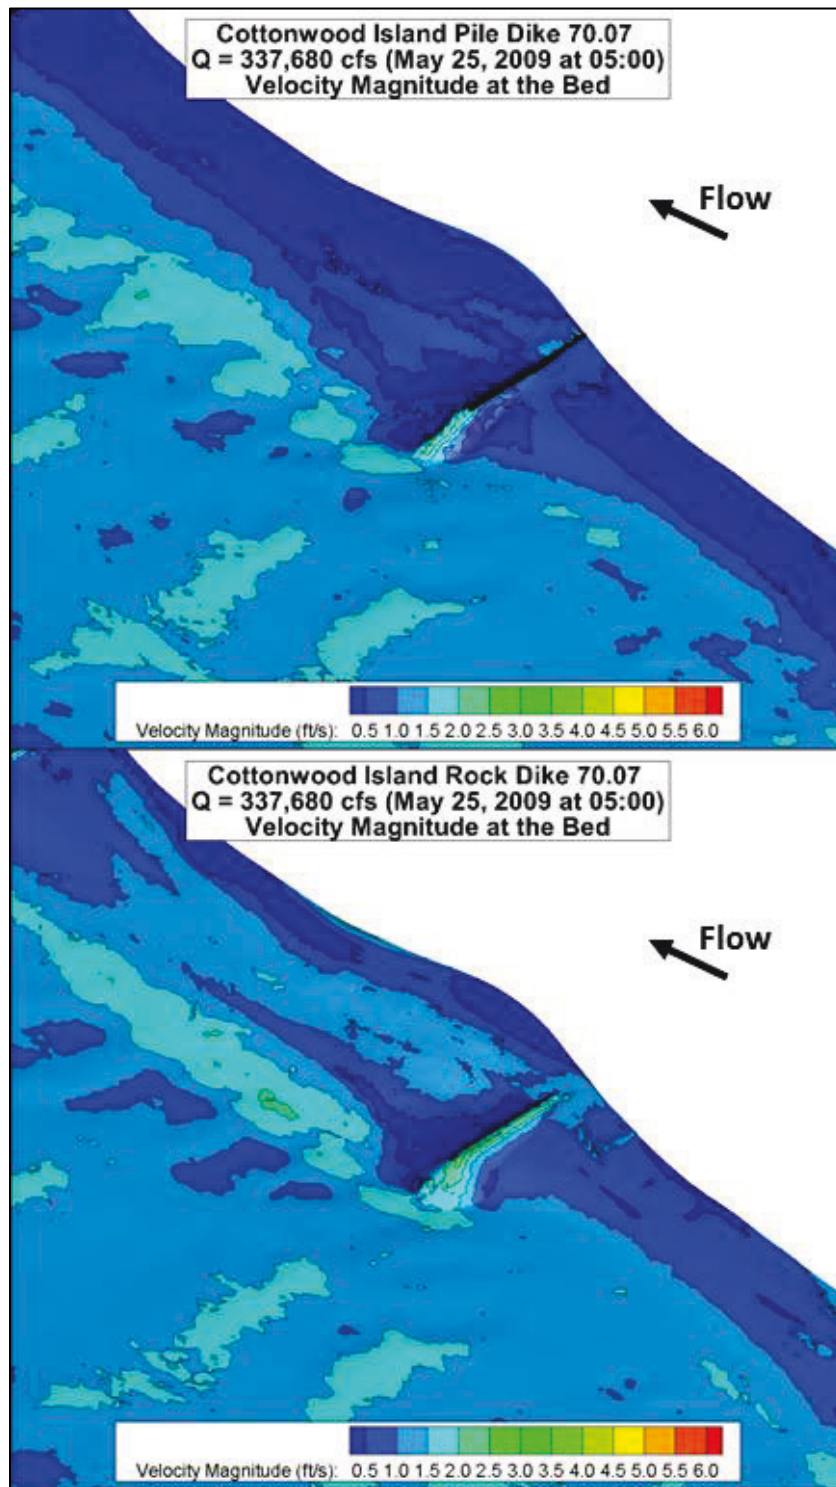 Cottonwood Island Pile Dike 70.07
Q = 337,680 cfs (May 25, 2009 at 05:00)
Velocity Magnitude at the Bed
Flow
Velocity Magnitude (ft/s): 0.5 1.0 1.5 2.0 2.5 3.0 3.5 4.0 4.5 5.0 5.5 6.0
Cottonwood Island Rock Dike 70.07
Q = 337,680 cfs (May 25, 2009 at 05:00)
Velocity Magnitude at the Bed
Flow
Velocity Magnitude (ft/s): 0.5 1.0 1.5 2.0 2.5 3.0 3.5 4.0 4.5 5.0 5.5 6.0